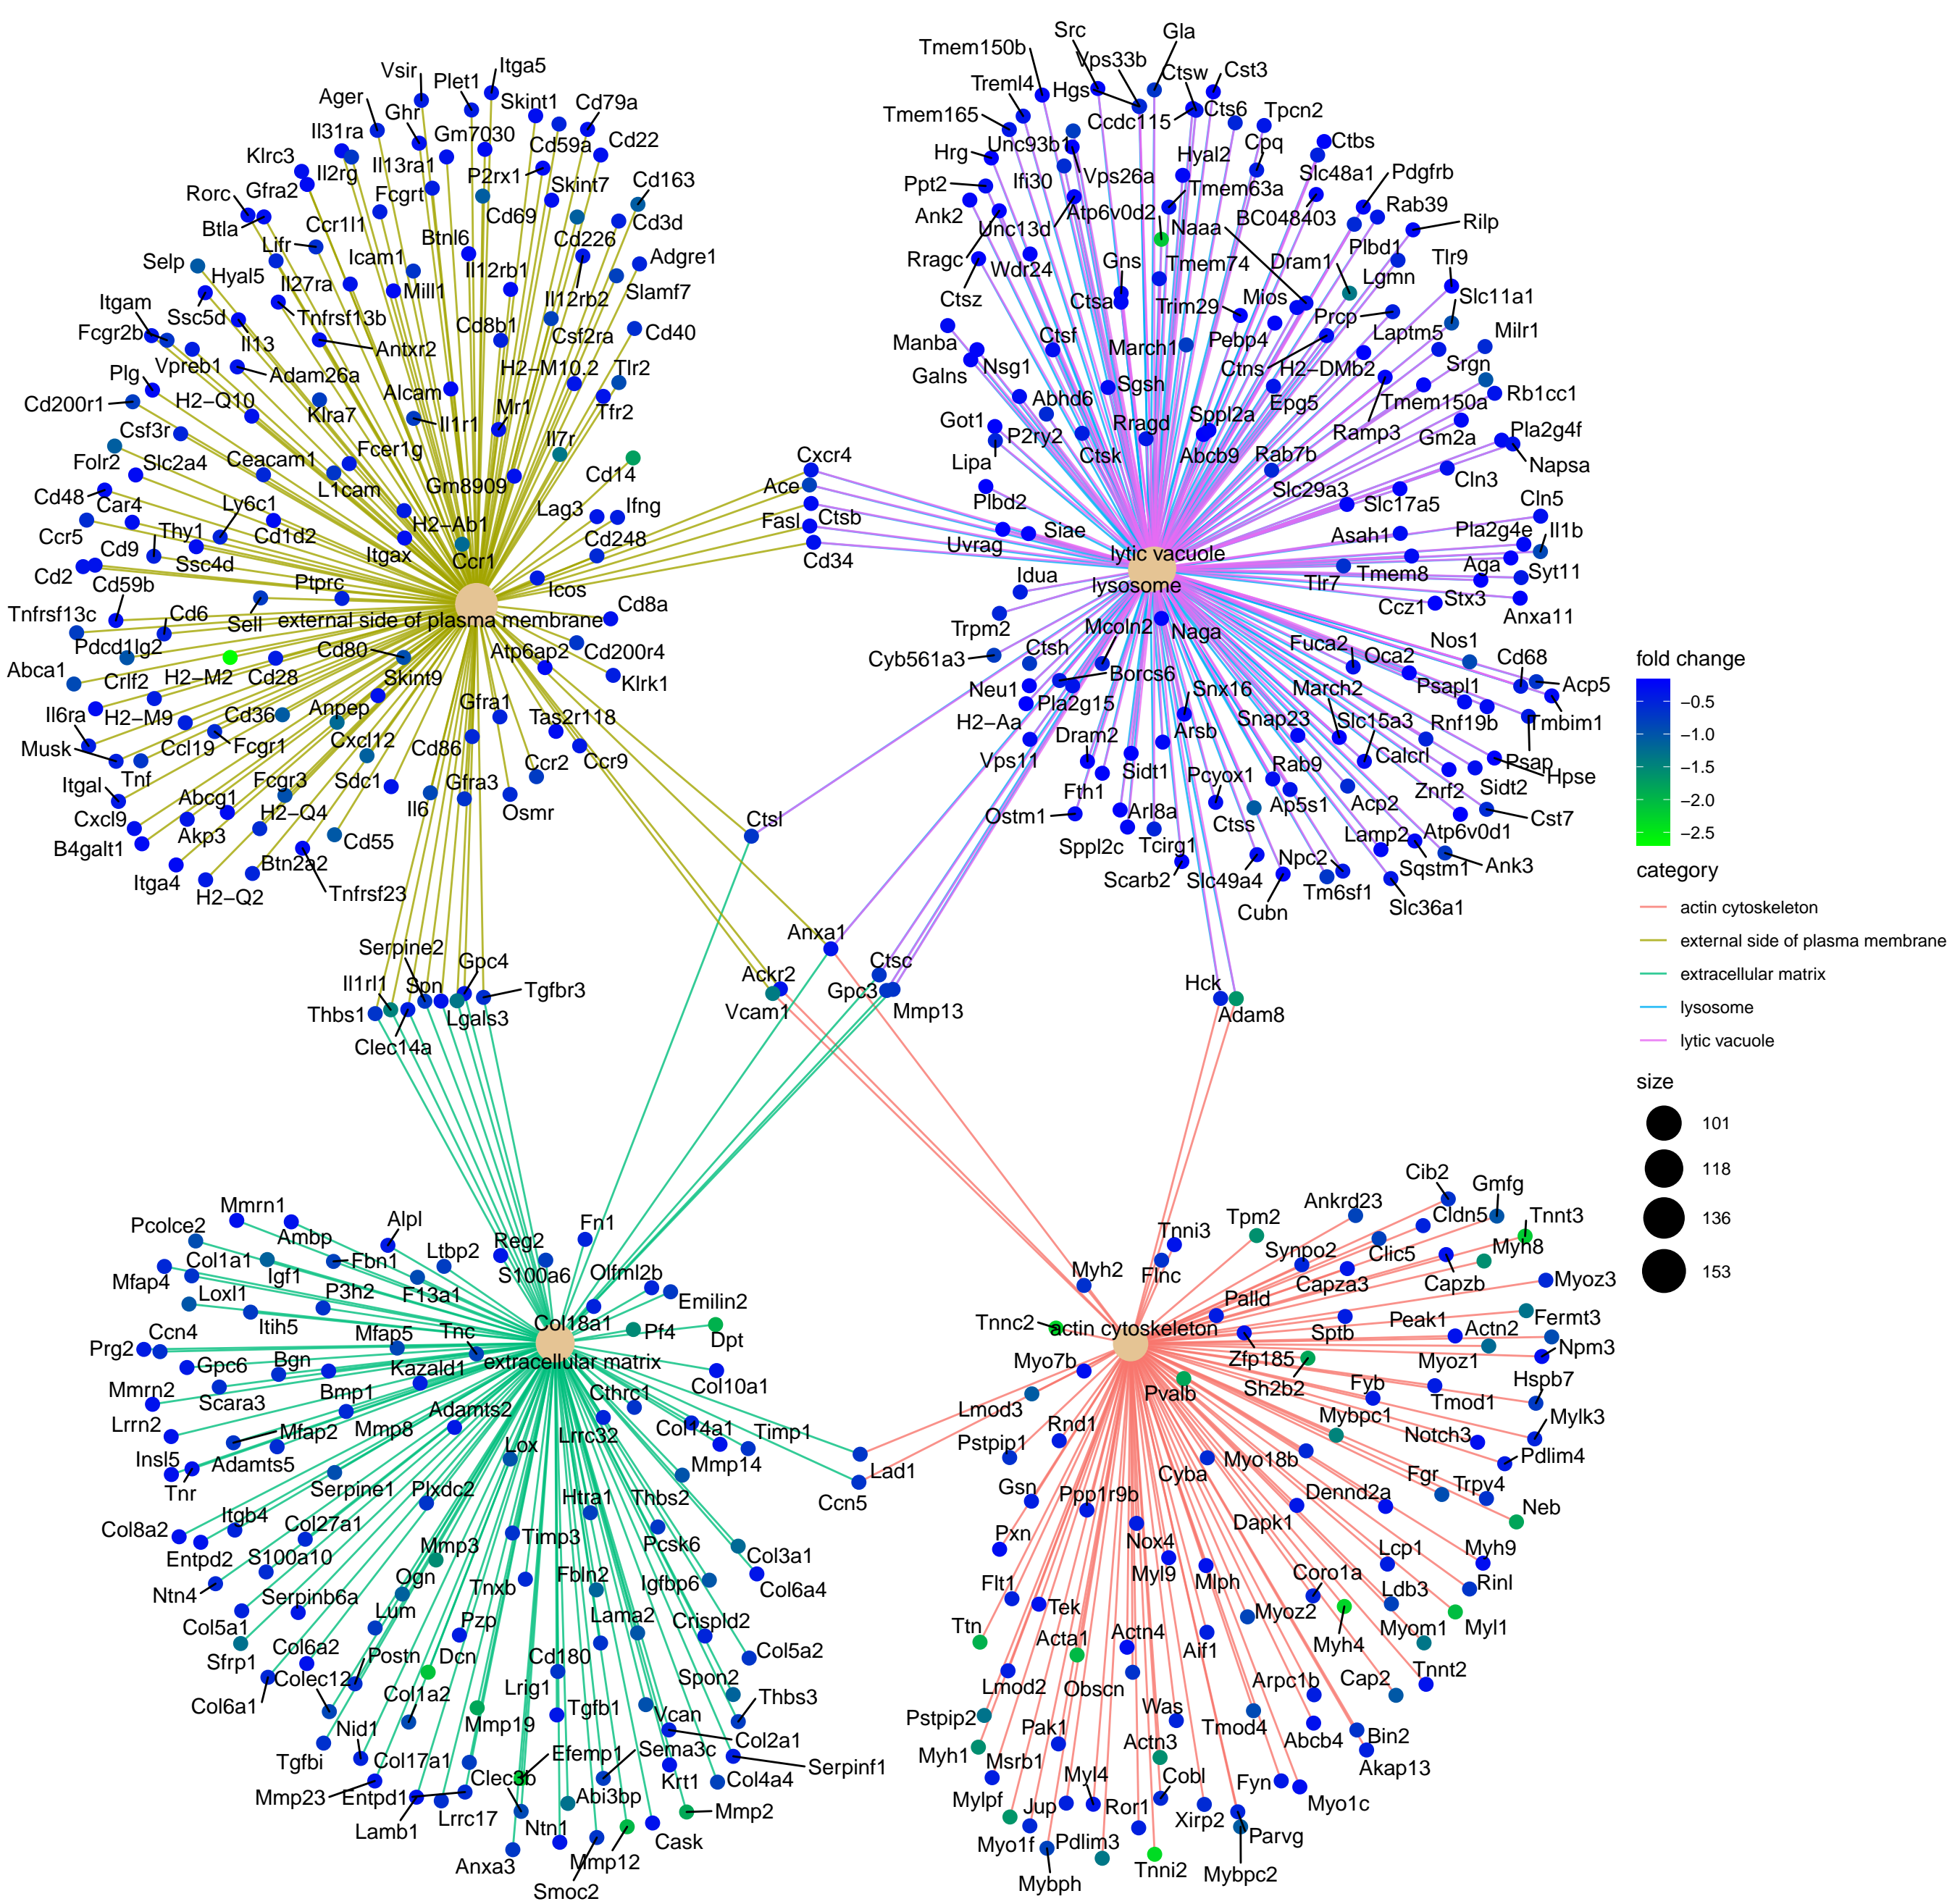 Src
Gla
Tmem150b
Vps33b
Vsir
Plet1
Itga5
Treml4
Hgs
Ctsw
Cst3
Ager
Ghr
Skint1
Cd79a
Tmem165
Ccdc115
Cts6
Tpcn2
Il31ra
Gm7030
Cd59a
Cd22
Hrg
Unc93b1
Hyal2
Cpq
Ctbs
Klrc3
Il2rg
Il13ra1
P2rx1
Skint7
Cd163
Ppt2
Ifi30
Vps26a
Tmem63a
Slc48a1
Pdgfrb
Rorc
Gfra2
Fcgrt
Cd69
Cd3d
Ank2
Unc13d
Atp6v0d2
Naaa
BC048403
Rab39
Rilp
Btla
Ccr1l1
Lifr
Icam1
Btnl6
Cd226
Adgre1
Rragc
Wdr24
Gns
Tmem74
Dram1
Plbd1
Lgmn
Tlr9
Selp
Hyal5
Il27ra
Mill1
Il12rb1
Il12rb2
Slamf7
Ctsz
Ctsa
Trim29
Mios
Prcp
Slc11a1
Itgam
Ssc5d
Tnfrsf13b
Cd8b1
Csf2ra
Cd40
Manba
Ctsf
March1
Pebp4
Laptm5
Milr1
Fcgr2b
Il13
Antxr2
Vpreb1
Adam26a
H2−M10.2
Tlr2
Galns
Nsg1
Sgsh
Ctns
H2−DMb2
Srgn
Plg
Cd200r1
H2−Q10
Klra7
Alcam
Il1r1
Mr1
Tfr2
Abhd6
Sppl2a
Epg5
Tmem150a
Rb1cc1
Csf3r
Fcer1g
Il7r
Got1
P2ry2
Rragd
Ramp3
Gm2a
Pla2g4f
Folr2
Slc2a4
Ceacam1
L1cam
Gm8909
Cd14
Cxcr4
Lipa
Ctsk
Abcb9
Rab7b
Napsa
Cd48
Car4
Ly6c1
H2−Ab1
Lag3
Ifng
Ace
Plbd2
Slc29a3
Slc17a5
Cln3
Cln5
Ccr5
Thy1
Cd1d2
Itgax
Ccr1
Cd248
Fasl
Ctsb
Uvrag
Siae
Asah1
Pla2g4e
Il1b
Cd9
Ssc4d
Cd34
lytic vacuole
Cd2
Cd59b
Ptprc
Icos
Idua
lysosome
Tlr7
Tmem8
Aga
Syt11
Tnfrsf13c
Cd6
Sell
external side of plasma membrane
Cd8a
Trpm2
Mcoln2
Naga
Ccz1
Stx3
Anxa11
Pdcd1lg2
Cd80
Atp6ap2
Cd200r4
Cyb561a3
Ctsh
Fuca2
Oca2
Nos1
Cd68
fold change
Abca1
Crlf2
H2−M2
Cd28
Skint9
Klrk1
Neu1
Borcs6
Pla2g15
Snx16
March2
Psapl1
Acp5
−0.5
Il6ra
H2−M9
Cd36
Anpep
Gfra1
Tas2r118
H2−Aa
Arsb
Snap23
Slc15a3
Rnf19b
Tmbim1
−1.0
Musk
Ccl19
Fcgr1
Cxcl12
Cd86
Ccr2
Ccr9
Vps11
Dram2
Sidt1
Rab9
Calcrl
Psap
Hpse
−1.5
Itgal
Tnf
Fcgr3
Sdc1
Gfra3
Fth1
Pcyox1
Ap5s1
Acp2
Znrf2
Sidt2
−2.0
Cxcl9
Abcg1
H2−Q4
Il6
Osmr
Ctsl
Ostm1
Arl8a
Ctss
Lamp2
Atp6v0d1
Cst7
−2.5
B4galt1
Akp3
Cd55
Sppl2c
Tcirg1
Npc2
Sqstm1
Ank3
category
Itga4
H2−Q2
Btn2a2
Tnfrsf23
Scarb2
Slc49a4
Cubn
Tm6sf1
Slc36a1
actin cytoskeleton
external side of plasma membrane
extracellular matrix
lysosome
lytic vacuole
Serpine2
Gpc4
Anxa1
Ctsc
Il1rl1
Spn
Tgfbr3
Ackr2
Gpc3
Hck
Thbs1
Lgals3
Vcam1
Mmp13
Adam8
Clec14a
size
101
118
136
153
Mmrn1
Pcolce2
Ambp
Alpl
Fn1
Tnni3
Tpm2
Ankrd23
Cib2
Gmfg
Cldn5
Tnnt3
Col1a1
Igf1
Fbn1
Ltbp2
Reg2
S100a6
Olfml2b
Myh2
Flnc
Synpo2
Clic5
Myh8
Mfap4
Loxl1
P3h2
F13a1
Emilin2
Capza3
Capzb
Myoz3
Itih5
Col18a1
Pf4
Dpt
Tnnc2
actin cytoskeleton
Palld
Sptb
Peak1
Fermt3
Prg2
Ccn4
Mfap5
Tnc
extracellular matrix
Myo7b
Zfp185
Actn2
Npm3
Gpc6
Bgn
Kazald1
Col10a1
Pvalb
Sh2b2
Myoz1
Hspb7
Mmrn2
Scara3
Bmp1
Cthrc1
Lmod3
Fyb
Tmod1
Lrrn2
Mfap2
Mmp8
Adamts2
Lrrc32
Col14a1
Timp1
Rnd1
Pstpip1
Mybpc1
Notch3
Mylk3
Insl5
Adamts5
Lox
Mmp14
Lad1
Cyba
Myo18b
Pdlim4
Tnr
Serpine1
Plxdc2
Htra1
Thbs2
Ccn5
Gsn
Ppp1r9b
Dennd2a
Fgr
Trpv4
Neb
Col8a2
Itgb4
Col27a1
Timp3
Pcsk6
Pxn
Nox4
Dapk1
Entpd2
S100a10
Mmp3
Col3a1
Myl9
Mlph
Lcp1
Myh9
Ntn4
Serpinb6a
Ogn
Tnxb
Fbln2
Igfbp6
Col6a4
Flt1
Coro1a
Ldb3
Rinl
Col5a1
Lum
Pzp
Lama2
Crispld2
Ttn
Tek
Myoz2
Myl1
Sfrp1
Col6a2
Postn
Dcn
Cd180
Col5a2
Acta1
Actn4
Aif1
Myh4
Myom1
Col6a1
Colec12
Col1a2
Lrig1
Spon2
Lmod2
Obscn
Arpc1b
Cap2
Tnnt2
Nid1
Mmp19
Tgfb1
Vcan
Thbs3
Pstpip2
Pak1
Was
Tmod4
Tgfbi
Col17a1
Efemp1
Sema3c
Col2a1
Serpinf1
Myh1
Msrb1
Actn3
Abcb4
Bin2
Akap13
Mmp23
Entpd1
Clec3b
Abi3bp
Krt1
Col4a4
Mylpf
Myl4
Cobl
Fyn
Myo1c
Lamb1
Lrrc17
Ntn1
Mmp2
Jup
Ror1
Xirp2
Parvg
Anxa3
Mmp12
Cask
Myo1f
Pdlim3
Tnni2
Mybpc2
Smoc2
Mybph